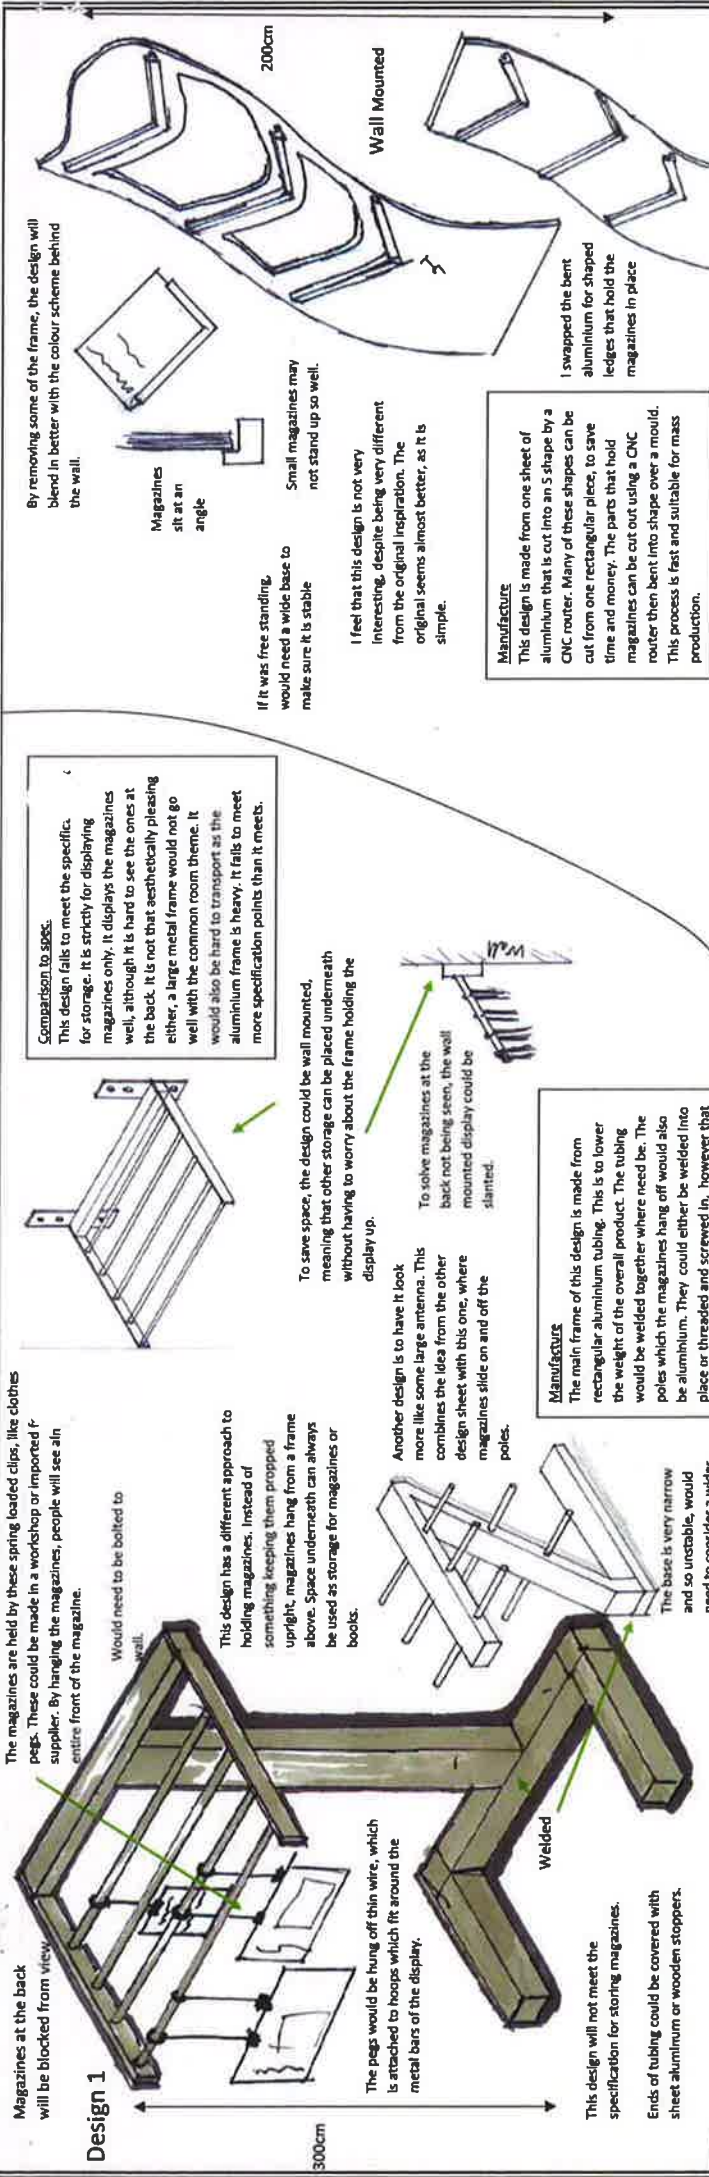 Magazines at the back
will be blocked from view
Design 1
300cm
The magazines are held by these spring loaded clips, like clothes
pegs. These could be made in a workshop or imported
supplier. By hanging the magazines, people will see
entire front of the magazine.
Would need to be bolted to
wall.
The pegs would be hung off thin wire, which
is attached to hoops which fit around the
metal bars of the display.
This design has a different approach to
holding magazines. Instead of
something keeping them propped
upright, magazines hang from a frame
above. Space underneath can always
be used as storage for magazines or
books.
Welded
This design will not meet the
specification for storing magazines.
Ends of tubing could be covered with
sheet aluminum or wooden stoppers.
The base is very narrow
and so unstable, would
need to consider a wider
Another design is to have it look
more like some large antenna. This
combines the idea from the other
design sheet with this one, where
magazines slide on and off the
poles.
To save space, the design could be wall mounted,
meaning that other storage can be placed underneath
without having to worry about the frame holding the
display up.
To solve magazines at the
back not being seen, the wall
mounted display could be
slanted.
Wall
Comparison to spec.
This design fails to meet the specific
for storage. It is strictly for displaying
magazines only. It displays the magazines
well, although it is hard to see the ones at
the back. It is not that aesthetically pleasing
either, a large metal frame would not go
well with the common room theme. It
would also be hard to transport as the
aluminium frame is heavy. It fails to meet
more specification points than it meets.
Manufacture
The main frame of this design is made from
rectangular aluminium tubing. This is to lower
the weight of the overall product. The tubing
would be welded together where need be. The
poles which the magazines hang off would also
be aluminium. They could either be welded into
place or threaded and screwed in, however that
By removing some of the frame, the design will
blend in better with the colour scheme behind
the wall.
Magazines
sit at an
angle
Small magazines may
not stand up so well.
If it was free standing,
would need a wide base to
make sure it is stable
I feel that this design is not very
interesting, despite being very different
from the original inspiration. The
original seems almost better, as it is
simple.
200cm
Wall Mounted
I swapped the bent
aluminium for shaped
ledges that hold the
magazines in place
Manufacture
This design is made from one sheet of
aluminium that is cut into an S shape by a
CNC router. Many of these shapes can be
cut from one rectangular piece, to save
time and money. The parts that hold
magazines can be cut out using a CNC
router then bent into shape over a mould.
This process is fast and suitable for mass
production.